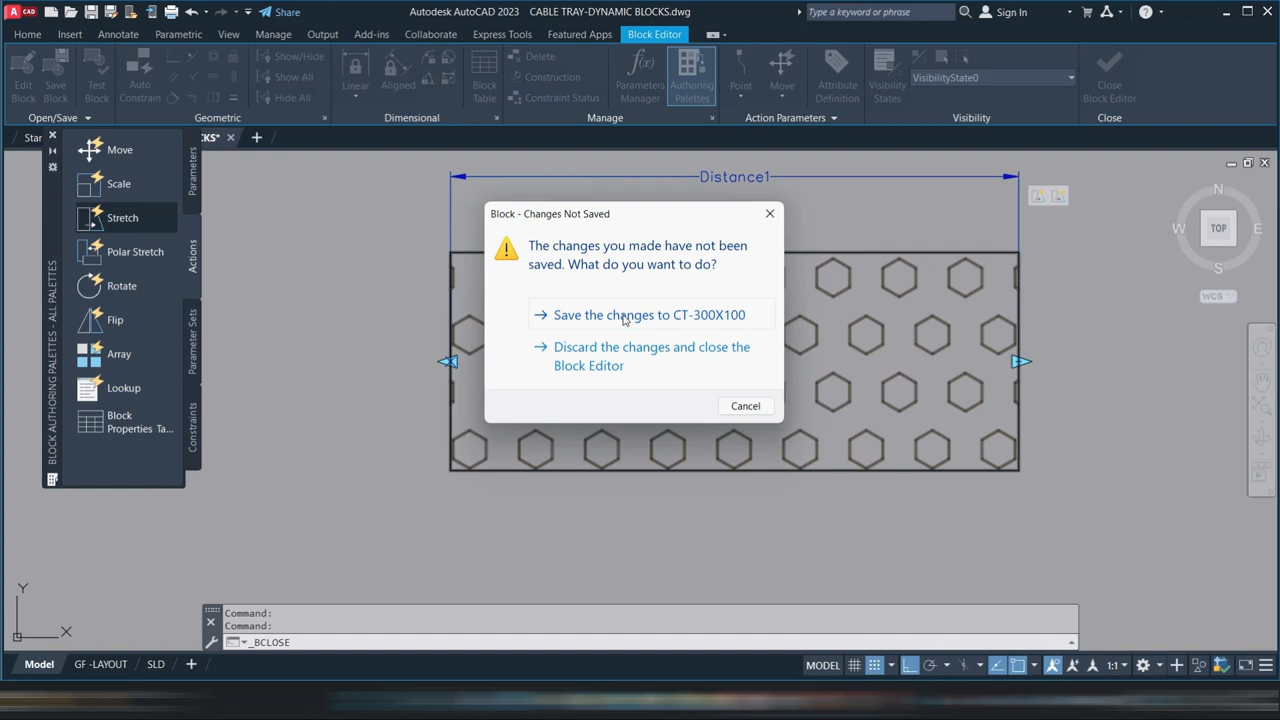 CAD
Share
Autodesk AutoCAD 2023 CABLE TRAY-DYNAMIC BLOCKS.dwg
Type a keyword or phrase
Sign In
Home Insert Annotate Parametric View Manage Output Add-ins Collaborate Express Tools Featured Apps Block Editor
Edit Block
Save Block
Test Block
Auto Constrain
Show/Hide
Show All
Hide All
Linear
Aligned
Block Table
Delete
Construction
Constraint Status
Parameters Manager
Authoring Palettes
Point
Move
Attribute Definition
Visibility States
VisibilityState0
Close Block Editor
Open/Save Geometric Dimensional Manage Action Parameters Visibility Close
Star
CKS*
Move
Scale
Stretch
Polar Stretch
Rotate
Flip
Array
Lookup
Block
Properties Ta...
Parameters
Actions
Parameter Sets
Constraints
BLOCK AUTHORING PALETTES - ALL PALETTES
Distance1
Block - Changes Not Saved
The changes you made have not been
saved. What do you want to do?
Save the changes to CT-300X100
Discard the changes and close the
Block Editor
Cancel
N
W TOP E
S
WCS
Y
X
Command:
Command:
_BCLOSE
Model GF -LAYOUT SLD
MODEL 1:1